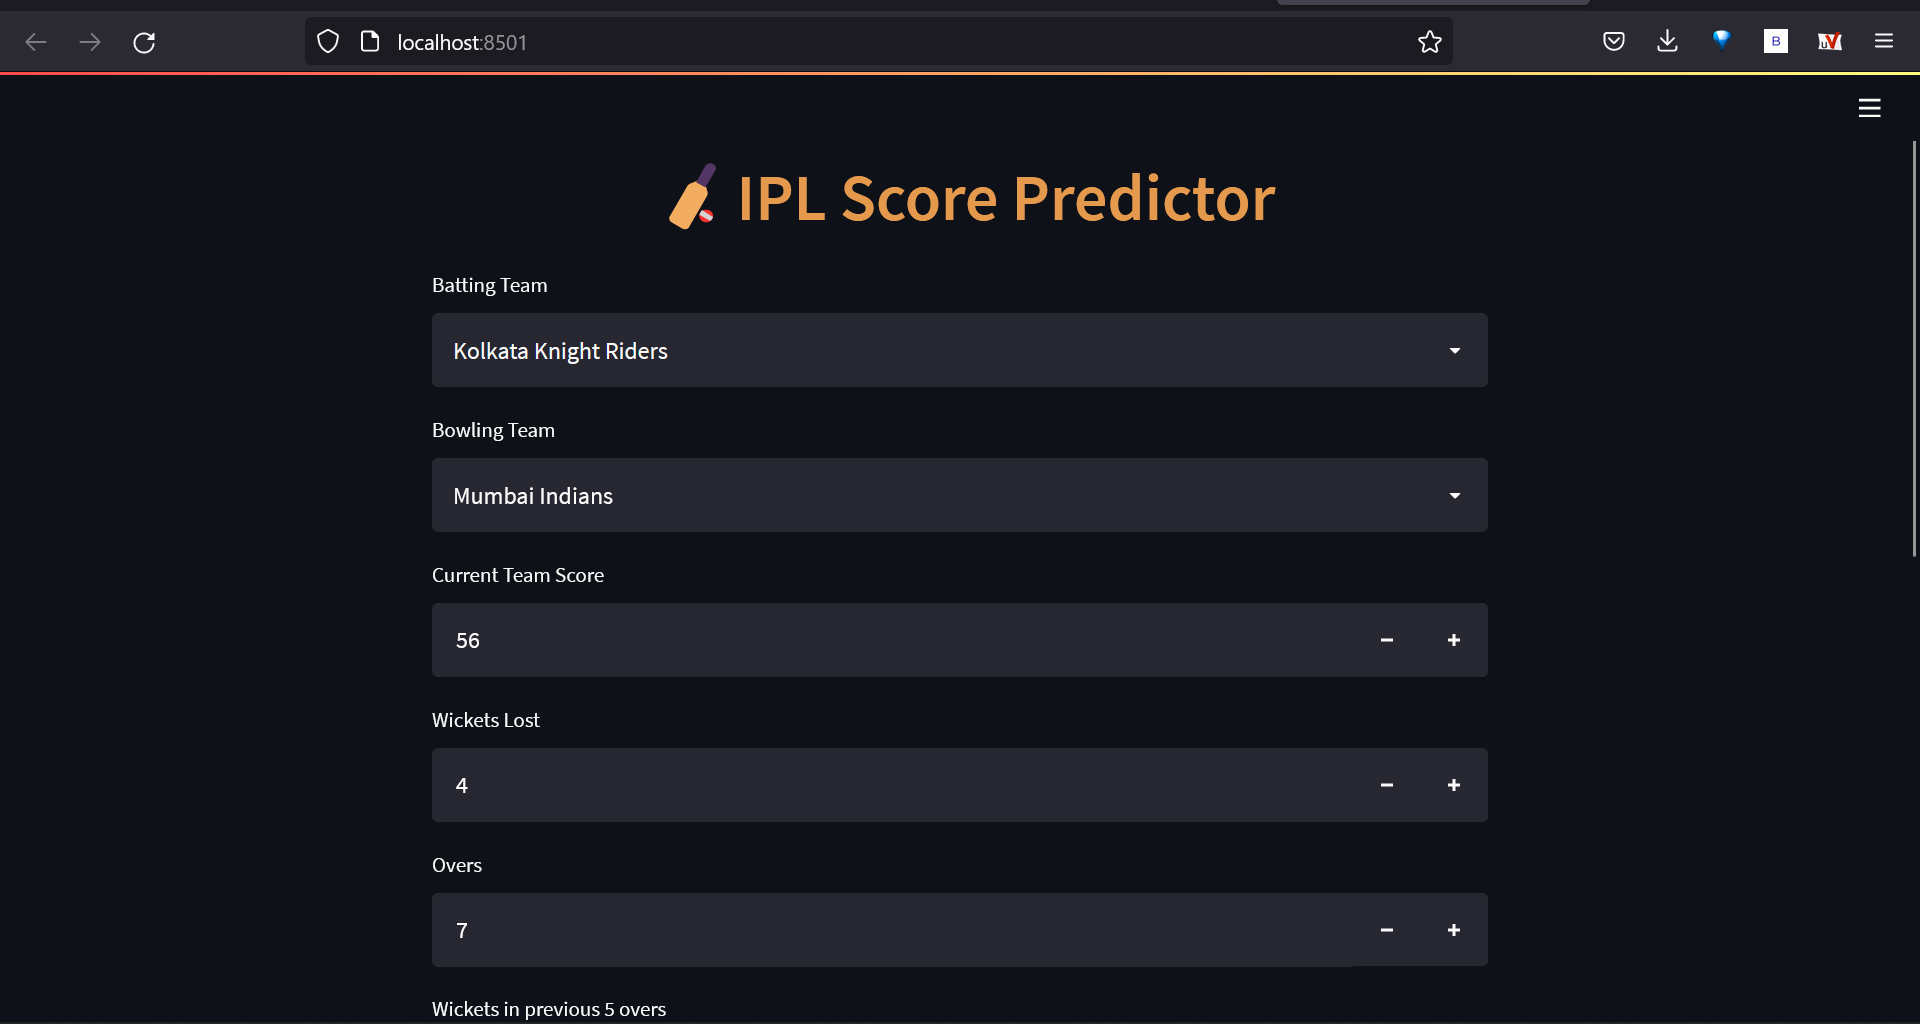 localhost:8501
B
uV
IPL Score Predictor
Batting Team
Kolkata Knight Riders
Bowling Team
Mumbai Indians
Current Team Score
56
Wickets Lost
4
Overs
7
Wickets in previous 5 overs